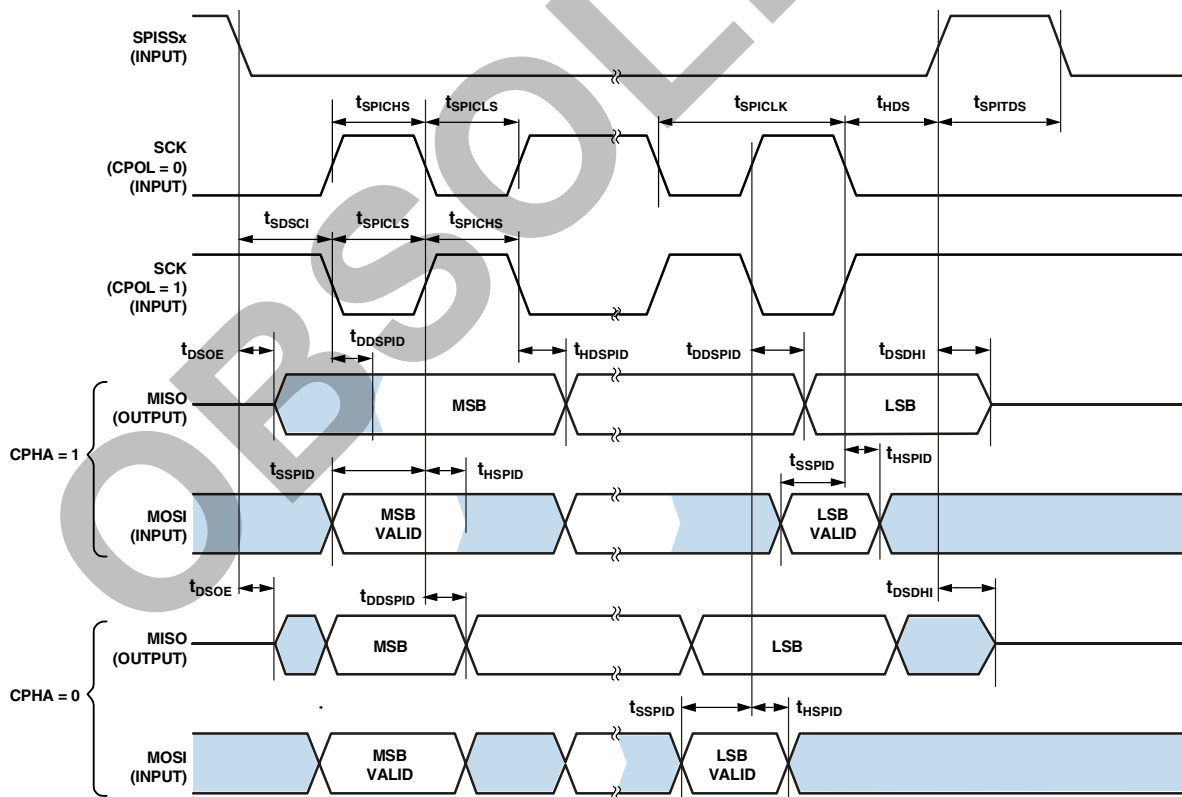 SPISSx
(INPUT)
tSPICHS tSPICLS tSPICLK tHDS tSPITDS
SCK
(CPOL = 0)
(INPUT)
tSDSCI tSPICLS tSPICHS
SCK
(CPOL = 1)
(INPUT)
tDSOE tDDSPID tHDSPID tDDSPID tDSDHI
MISO
(OUTPUT)
MSB LSB
CPHA = 1
tSSPID tHSPID tSSPID tHSPID
MOSI
(INPUT)
MSB
VALID
LSB
VALID
tDSOE tDDSPID tDSDHI
MISO
(OUTPUT)
MSB LSB
CPHA = 0
tSSPID tHSPID
MOSI
(INPUT)
MSB
VALID
LSB
VALID
OBSOL